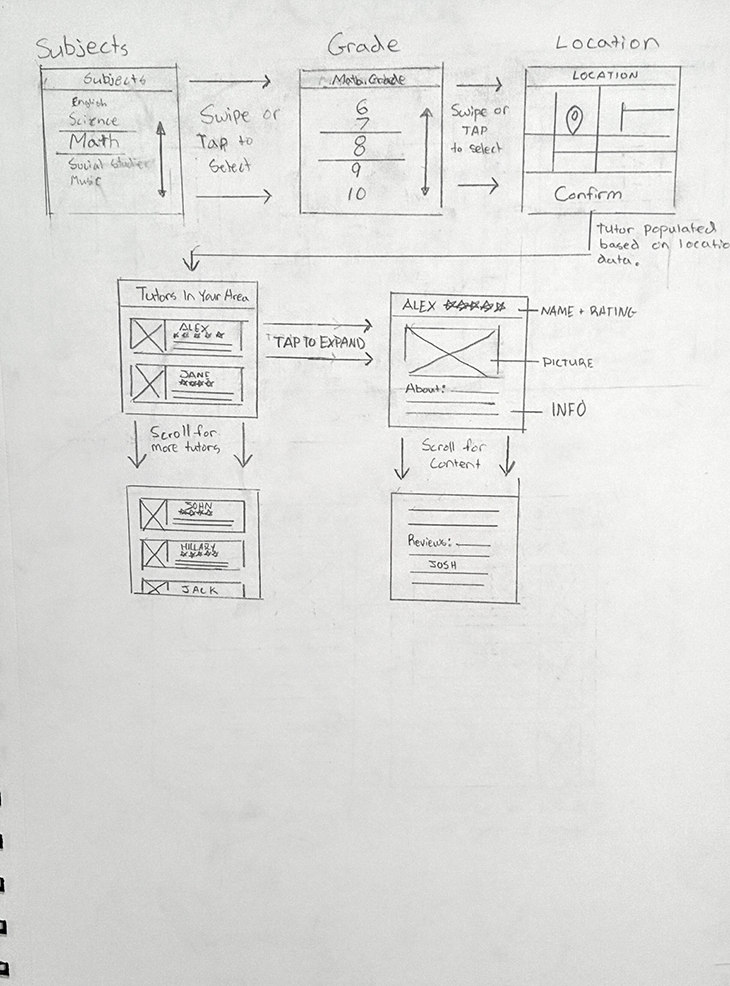 Subjects
Grade
Location
Subjects
English
Science
Math
Social Studies
Music
Swipe or
Tap to
Select
Math: Grade
6
7
8
9
10
Swipe or
TAP
to select
LOCATION
Confirm
Tutor populated
based on locatio
data.
Tutors In Your Area
ALEX
JANE
TAP TO EXPAND
ALEX
NAME + RATING
PICTURE
About:
INFO
Scroll for
more tutors
Scroll for
Content
JOHN
HILLARY
JACK
Reviews:
JOSH